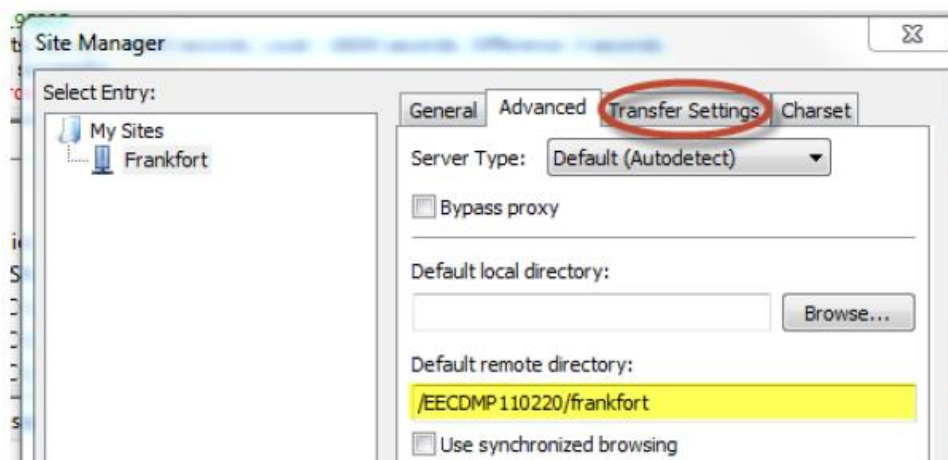 Site Manager
Select Entry:
My Sites
Frankfort
General Advanced Transfer Settings Charset
Server Type: Default (Autodetect)
Bypass proxy
Default local directory:
Browse...
Default remote directory:
/EECDMP110220/frankfort
Use synchronized browsing